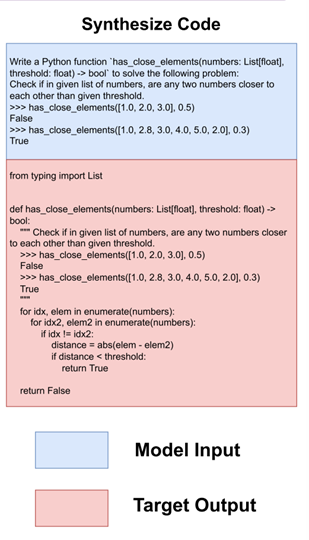 Synthesize Code
Write a Python function `has_close_elements(numbers: List[float],
threshold: float) -> bool` to solve the following problem:
Check if in given list of numbers, are any two numbers closer to
each other than given threshold.
>>> has_close_elements([1.0, 2.0, 3.0], 0.5)
False
>>> has_close_elements([1.0, 2.8, 3.0, 4.0, 5.0, 2.0], 0.3)
True
from typing import List
def has_close_elements(numbers: List[float], threshold: float) ->
bool:
    """ Check if in given list of numbers, are any two numbers closer
to each other than given threshold.
    >>> has_close_elements([1.0, 2.0, 3.0], 0.5)
    False
    >>> has_close_elements([1.0, 2.8, 3.0, 4.0, 5.0, 2.0], 0.3)
    True
    """
    for idx, elem in enumerate(numbers):
        for idx2, elem2 in enumerate(numbers):
            if idx != idx2:
                distance = abs(elem - elem2)
                if distance < threshold:
                    return True
    return False
Model Input
Target Output